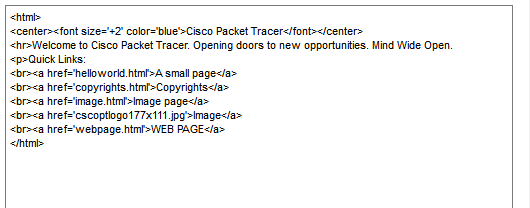 <html>
<center><font size='+2' color='blue'>Cisco Packet Tracer</font></center>
<hr>Welcome to Cisco Packet Tracer. Opening doors to new opportunities. Mind Wide Open.
<p>Quick Links:
<br><a href='helloworld.html'>A small page</a>
<br><a href='copyrights.html'>Copyrights</a>
<br><a href='image.html'>Image page</a>
<br><a href='cscoptlogo177x111.jpg'>Image</a>
<br><a href='webpage.html'>WEB PAGE</a>
</html>